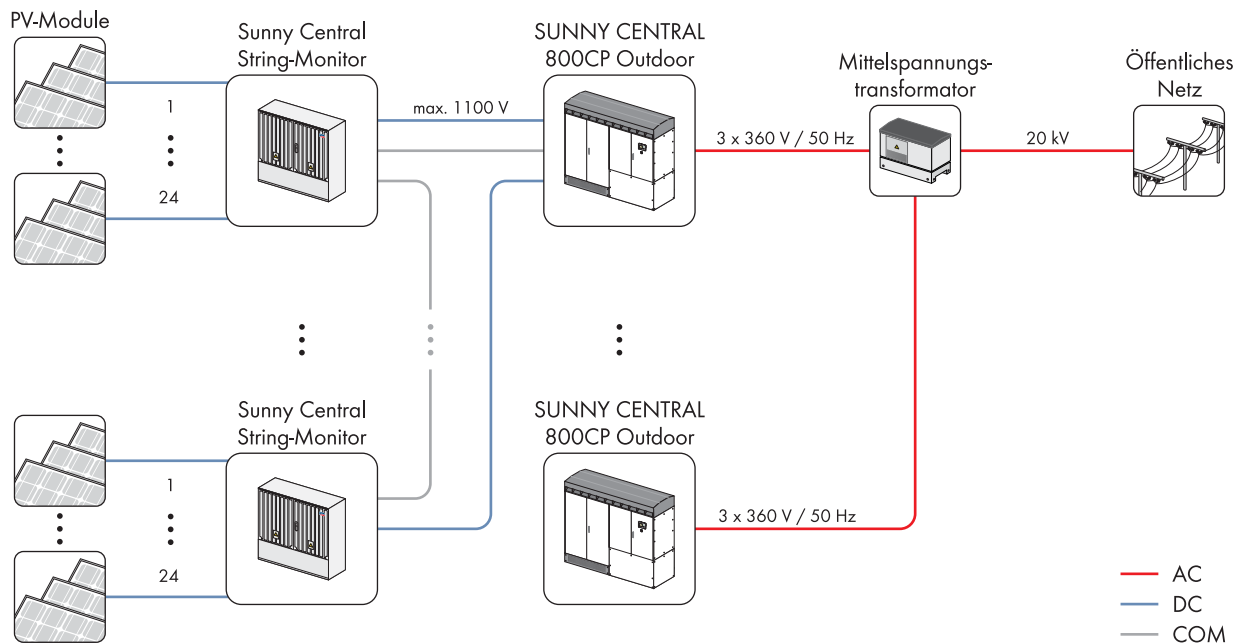 PV-Module
Sunny Central
String-Monitor
SUNNY CENTRAL
800CP Outdoor
Mittelspannungs-
transformator
Öffentliches
Netz
1
24
max. 1100 V
3 x 360 V / 50 Hz
20 kV
Sunny Central
String-Monitor
SUNNY CENTRAL
800CP Outdoor
1
24
3 x 360 V / 50 Hz
AC
DC
COM